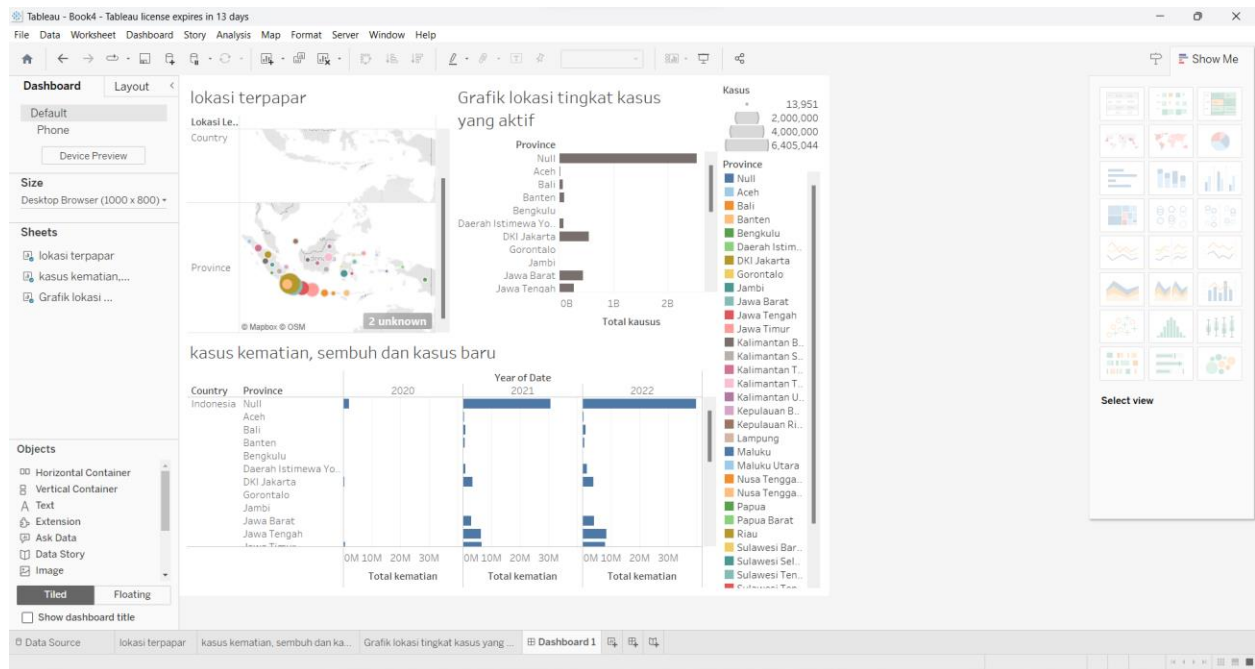 Tableau - Book4 - Tableau license expires in 13 days
File Data Worksheet Dashboard Story Analysis Map Format Server Window Help
Show Me
Dashboard Layout
Default
Phone
Device Preview
Size
Desktop Browser (1000 x 800)
Sheets
lokasi terpapar
kasus kematian,...
Grafik lokasi ...
Objects
Horizontal Container
Vertical Container
Text
Extension
Ask Data
Data Story
Image
Tiled Floating
Show dashboard title
lokasi terpapar
Lokasi Le..
Country
Province
© Mapbox © OSM
2 unknown
Grafik lokasi tingkat kasus
yang aktif
Province
Null
Aceh
Bali
Banten
Bengkulu
Daerah Istimewa Yo..
DKI Jakarta
Gorontalo
Jambi
Jawa Barat
Jawa Tengah
0B 1B 2B
Total kausus
kasus kematian, sembuh dan kasus baru
Year of Date
Country Province 2020 2021 2022
Indonesia Null
Aceh
Bali
Banten
Bengkulu
Daerah Istimewa Yo..
DKI Jakarta
Gorontalo
Jambi
Jawa Barat
Jawa Tengah
Jawa Timur
0M 10M 20M 30M 0M 10M 20M 30M 0M 10M 20M 30M
Total kematian Total kematian Total kematian
Kasus
13,951
2,000,000
4,000,000
6,405,044
Province
Null
Aceh
Bali
Banten
Bengkulu
Daerah Istim..
DKI Jakarta
Gorontalo
Jambi
Jawa Barat
Jawa Tengah
Jawa Timur
Kalimantan B..
Kalimantan S..
Kalimantan T..
Kalimantan T..
Kalimantan U..
Kepulauan B..
Kepulauan Ri..
Lampung
Maluku
Maluku Utara
Nusa Tengga..
Nusa Tengga..
Papua
Papua Barat
Riau
Sulawesi Bar..
Sulawesi Sel..
Sulawesi Ten..
Sulawesi Ten..
Select view
Data Source lokasi terpapar kasus kematian, sembuh dan ka... Grafik lokasi tingkat kasus yang ... Dashboard 1